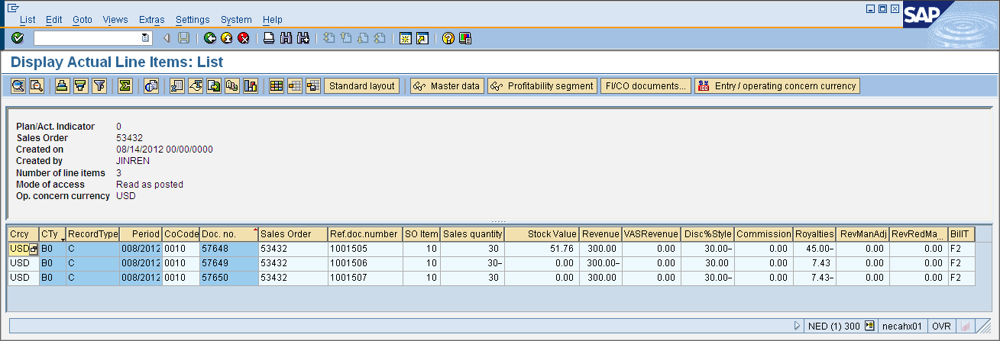 List Edit Goto Views Extras Settings System Help
SAP
Display Actual Line Items: List
Standard layout Master data Profitability segment FI/CO documents... Entry / operating concern currency
Plan/Act. Indicator 0
Sales Order 53432
Created on 08/14/2012 00/00/0000
Created by JINREN
Number of line items 3
Mode of access Read as posted
Op. concern currency USD
Crcy CTy RecordType Period CoCode Doc. no. Sales Order Ref.doc.number SO Item Sales quantity Stock Value Revenue VASRevenue Disc%Style Commission Royalties RevManAdj RevRedMa... BillT
USD B0 C 008/2012 0010 57648 53432 1001505 10 30 51.76 300.00 0.00 30.00- 0.00 45.00- 0.00 0.00 F2
USD B0 C 008/2012 0010 57649 53432 1001506 10 30- 0.00 300.00- 0.00 30.00 0.00 7.43 0.00 0.00 F2
USD B0 C 008/2012 0010 57650 53432 1001507 10 30 0.00 300.00 0.00 30.00- 0.00 7.43- 0.00 0.00 F2
NED (1) 300 necahx01 OVR